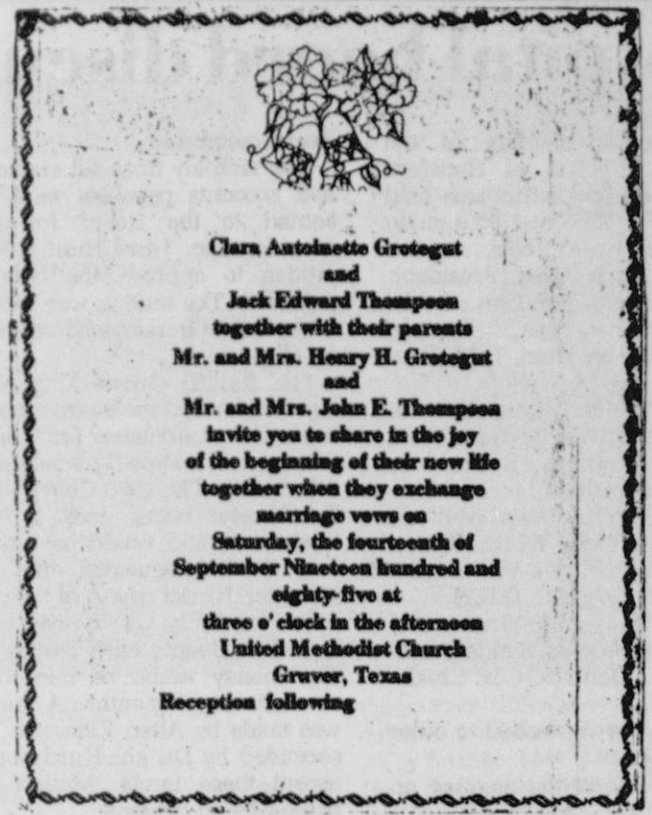 Clara Antoinette Grotegut
and
Jack Edward Thompson
together with their parents
Mr. and Mrs. Henry H. Grotegut
and
Mr. and Mrs. John E. Thompson
invite you to share in the joy
of the beginning of their new life
together when they exchange
marriage vows on
Saturday, the fourteenth of
September Nineteen hundred and
eighty-five at
three o'clock in the afternoon
United Methodist Church
Gruver, Texas
Reception following